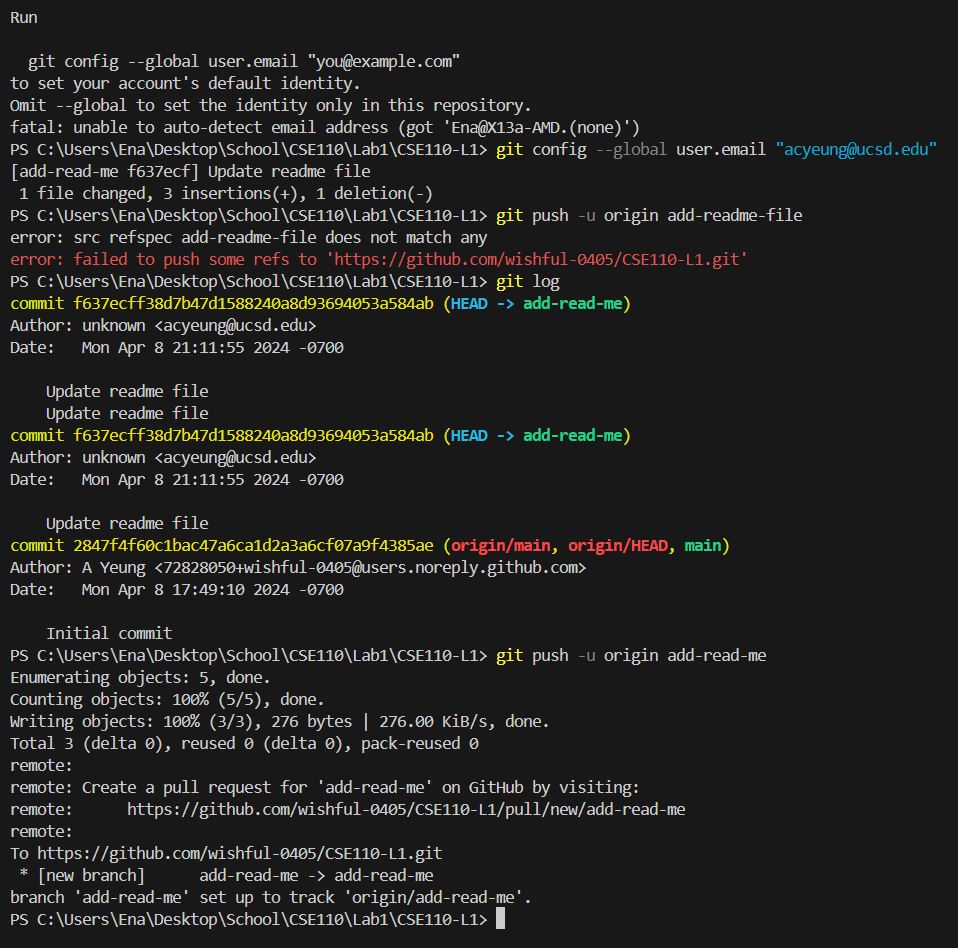 Run

  git config --global user.email "you@example.com"
to set your account's default identity.
Omit --global to set the identity only in this repository.
fatal: unable to auto-detect email address (got 'Ena@X13a-AMD.(none)')
PS C:\Users\Ena\Desktop\School\CSE110\Lab1\CSE110-L1> git config --global user.email "acyeung@ucsd.edu"
[add-read-me f637ecf] Update readme file
 1 file changed, 3 insertions(+), 1 deletion(-)
PS C:\Users\Ena\Desktop\School\CSE110\Lab1\CSE110-L1> git push -u origin add-readme-file
error: src refspec add-readme-file does not match any
error: failed to push some refs to 'https://github.com/wishful-0405/CSE110-L1.git'
PS C:\Users\Ena\Desktop\School\CSE110\Lab1\CSE110-L1> git log
commit f637ecff38d7b47d1588240a8d93694053a584ab (HEAD -> add-read-me)
Author: unknown <acyeung@ucsd.edu>
Date:   Mon Apr 8 21:11:55 2024 -0700

    Update readme file
    Update readme file
commit f637ecff38d7b47d1588240a8d93694053a584ab (HEAD -> add-read-me)
Author: unknown <acyeung@ucsd.edu>
Date:   Mon Apr 8 21:11:55 2024 -0700

    Update readme file
commit 2847f4f60c1bac47a6ca1d2a3a6cf07a9f4385ae (origin/main, origin/HEAD, main)
Author: A Yeung <72828050+wishful-0405@users.noreply.github.com>
Date:   Mon Apr 8 17:49:10 2024 -0700

    Initial commit
PS C:\Users\Ena\Desktop\School\CSE110\Lab1\CSE110-L1> git push -u origin add-read-me
Enumerating objects: 5, done.
Counting objects: 100% (5/5), done.
Writing objects: 100% (3/3), 276 bytes | 276.00 KiB/s, done.
Total 3 (delta 0), reused 0 (delta 0), pack-reused 0
remote:
remote: Create a pull request for 'add-read-me' on GitHub by visiting:
remote:      https://github.com/wishful-0405/CSE110-L1/pull/new/add-read-me
remote:
To https://github.com/wishful-0405/CSE110-L1.git
 * [new branch]      add-read-me -> add-read-me
branch 'add-read-me' set up to track 'origin/add-read-me'.
PS C:\Users\Ena\Desktop\School\CSE110\Lab1\CSE110-L1>